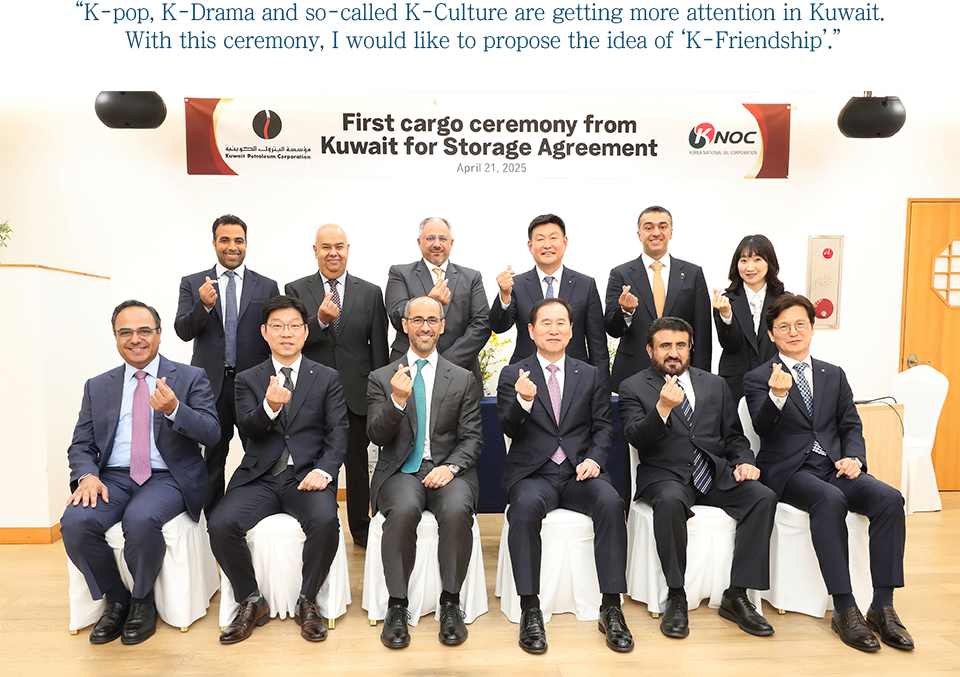 “K-pop, K-Drama and so-called K-Culture are getting more attention in Kuwait.
With this ceremony, I would like to propose the idea of ‘K-Friendship’.”
First cargo ceremony from
Kuwait for Storage Agreement
April 21, 2025
مؤسسة البترول الكويتية
Kuwait Petroleum Corporation
KNOC
KOREA NATIONAL OIL CORPORATION